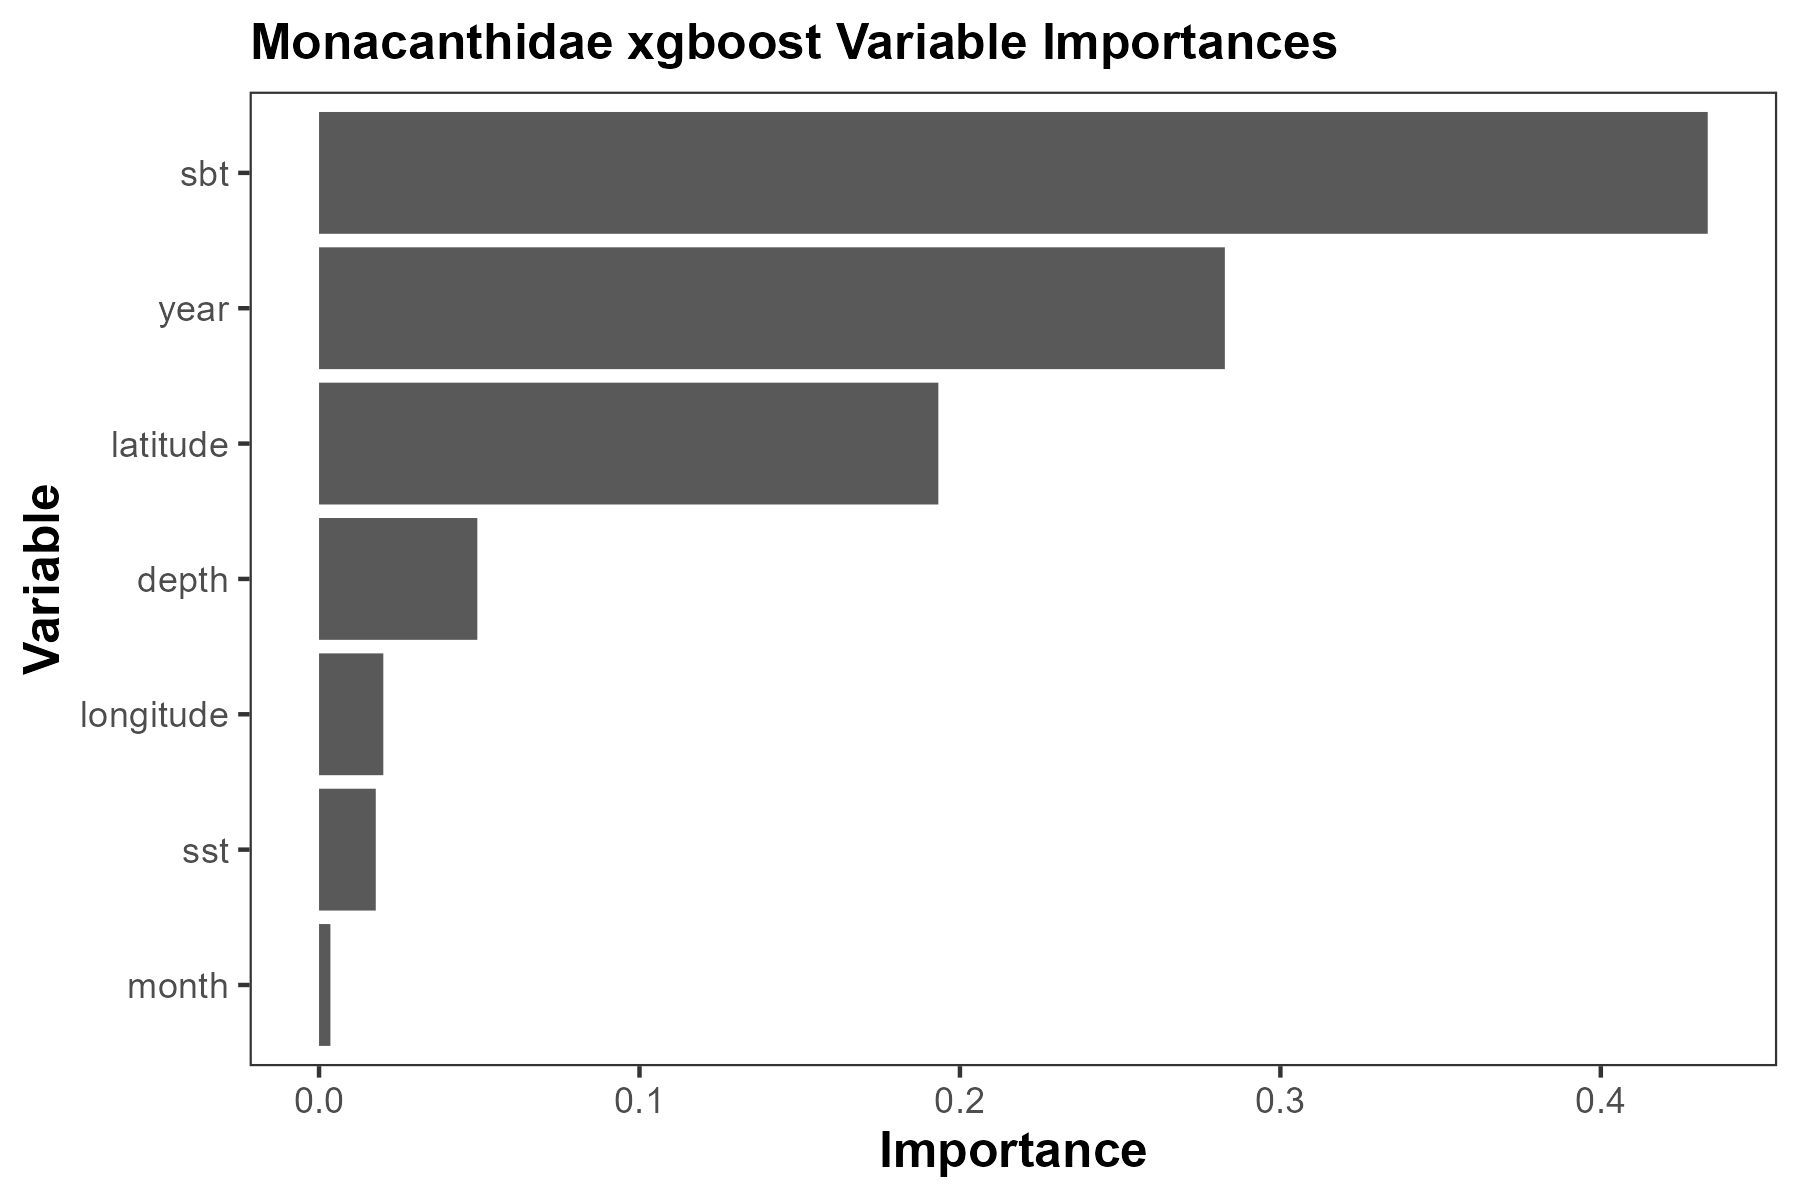 Monacanthidae xgboost Variable Importances
Variable
sbt
year
latitude
depth
longitude
sst
month
0.0 0.1 0.2 0.3 0.4
Importance